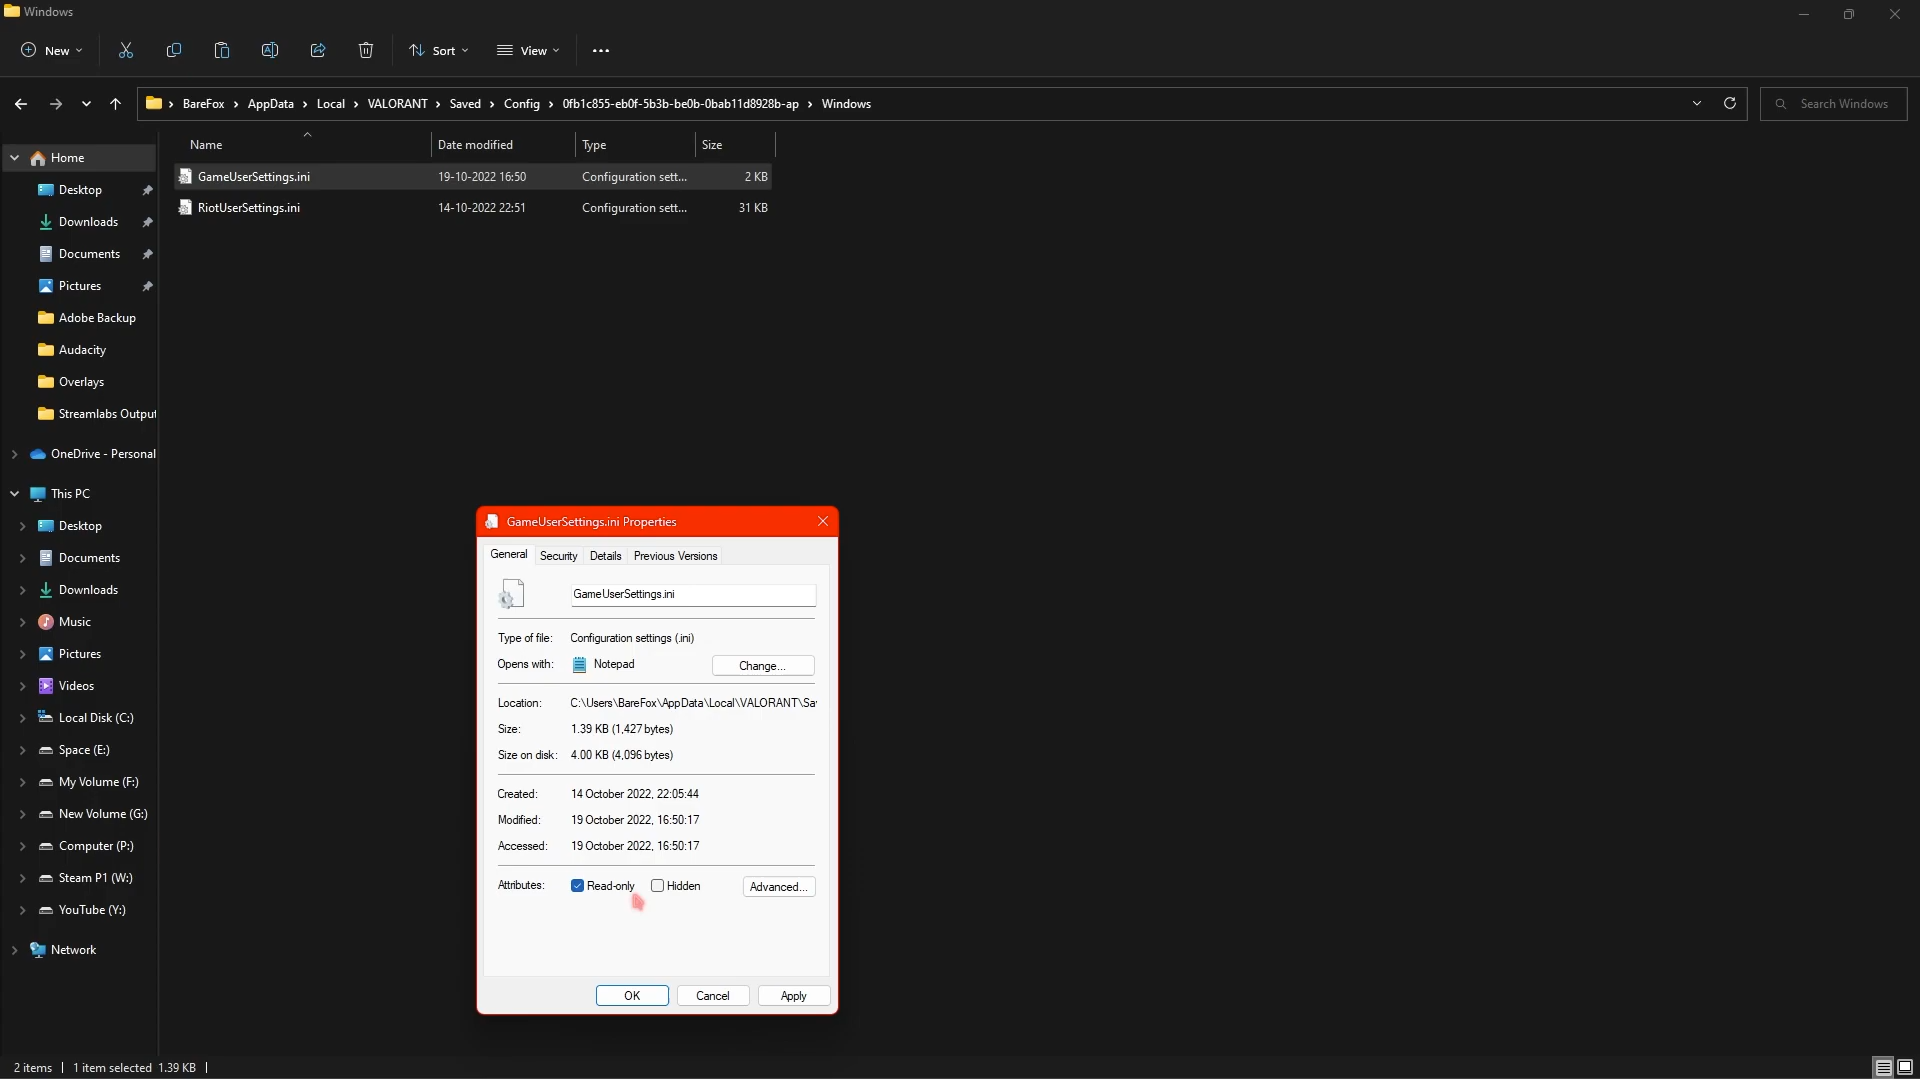 Windows
New
Sort
View
BareFox > AppData > Local > VALORANT > Saved > Config > 0fb1c855-eb0f-5b3b-be0b-0bab11d8928b-ap > Windows
Search Windows
Name Date modified Type Size
GameUserSettings.ini 19-10-2022 16:50 Configuration sett... 2 KB
RiotUserSettings.ini 14-10-2022 22:51 Configuration sett... 31 KB
Home
Desktop
Downloads
Documents
Pictures
Adobe Backup
Audacity
Overlays
Streamlabs Output
OneDrive - Personal
This PC
Desktop
Documents
Downloads
Music
Pictures
Videos
Local Disk (C:)
Space (E:)
My Volume (F:)
New Volume (G:)
Computer (P:)
Steam P1 (W:)
YouTube (Y:)
Network
GameUserSettings.ini Properties
General Security Details Previous Versions
GameUserSettings.ini
Type of file: Configuration settings (.ini)
Opens with: Notepad Change...
Location: C:\Users\BareFox\AppData\Local\VALORANT\Sav
Size: 1.39 KB (1,427 bytes)
Size on disk: 4.00 KB (4,096 bytes)
Created: 14 October 2022, 22:05:44
Modified: 19 October 2022, 16:50:17
Accessed: 19 October 2022, 16:50:17
Attributes: Read-only Hidden Advanced...
OK Cancel Apply
2 items 1 item selected 1.39 KB